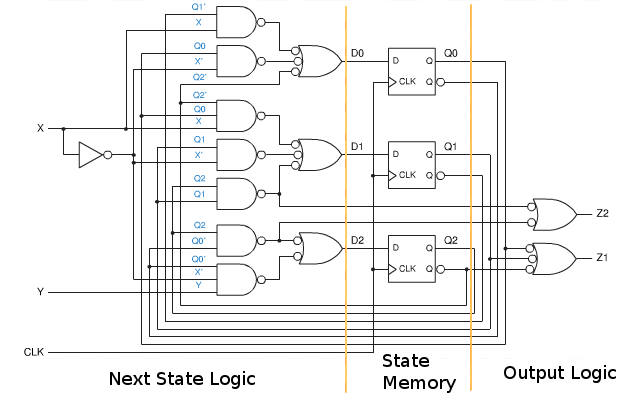 Q1'
X
Q0
X'
Q2'
D0
D Q
CLK Q
Q0
Q2'
Q0
X
X
Q1
X'
D1
D Q
CLK Q
Q1
Q2
Q1
Z2
Q2
Q0'
D2
D Q
CLK Q
Q2
Z1
Q0'
X'
Y
Y
CLK
Next State Logic
State
Memory
Output Logic